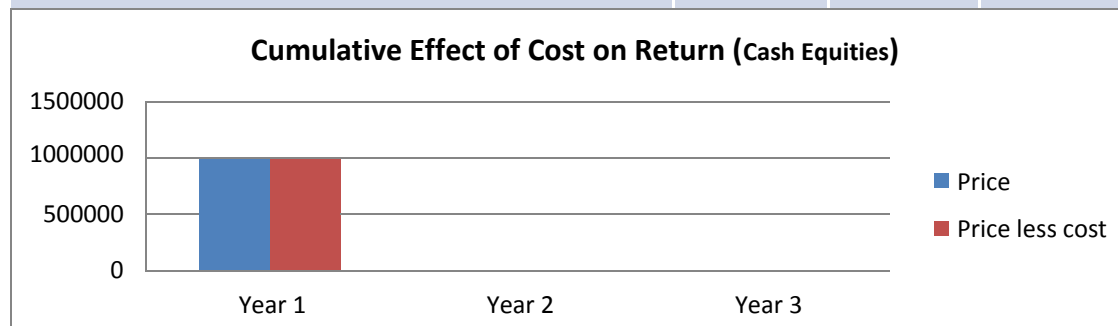 Cumulative Effect of Cost on Return (Cash Equities)
1500000
1000000
500000
0
Year 1
Year 2
Year 3
Price
Price less cost